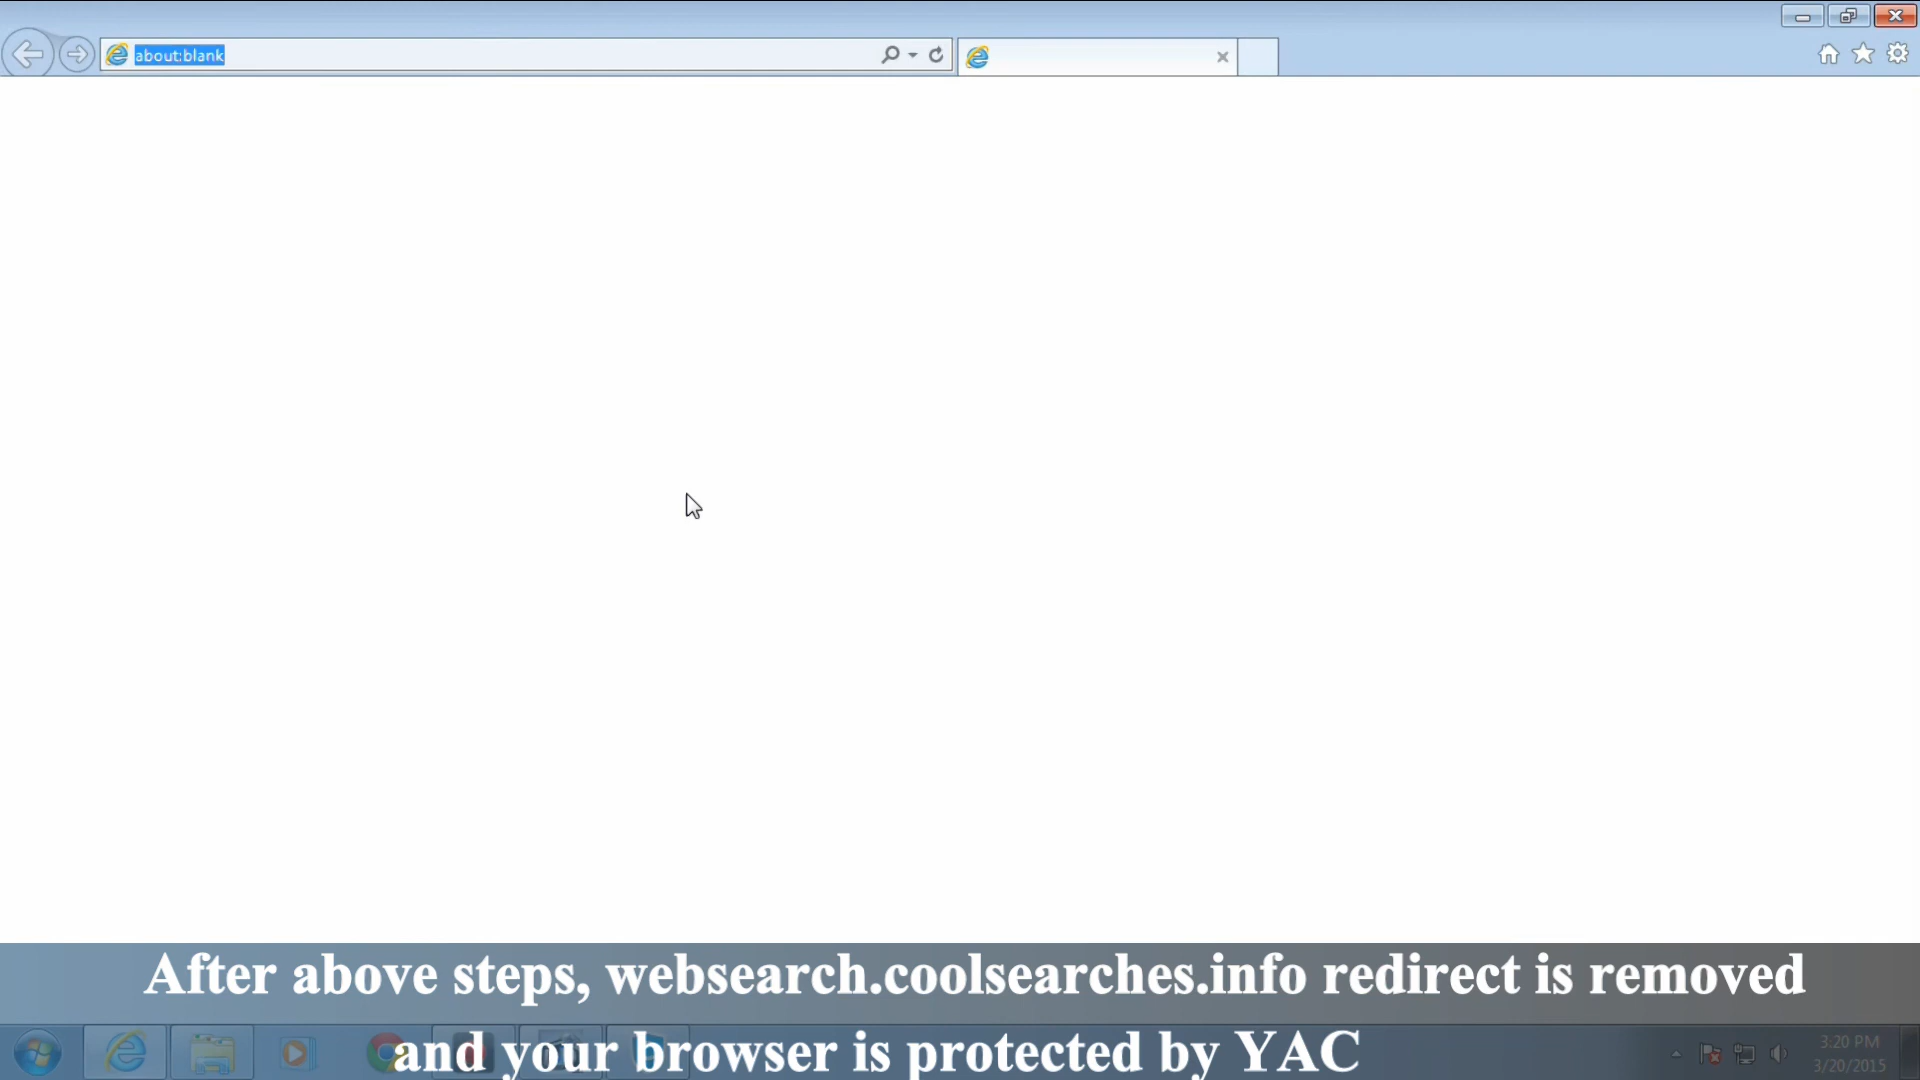 about:blank
After above steps, websearch.coolsearches.info redirect is removed
and your browser is protected by YAC
3:20 PM
3/20/2015